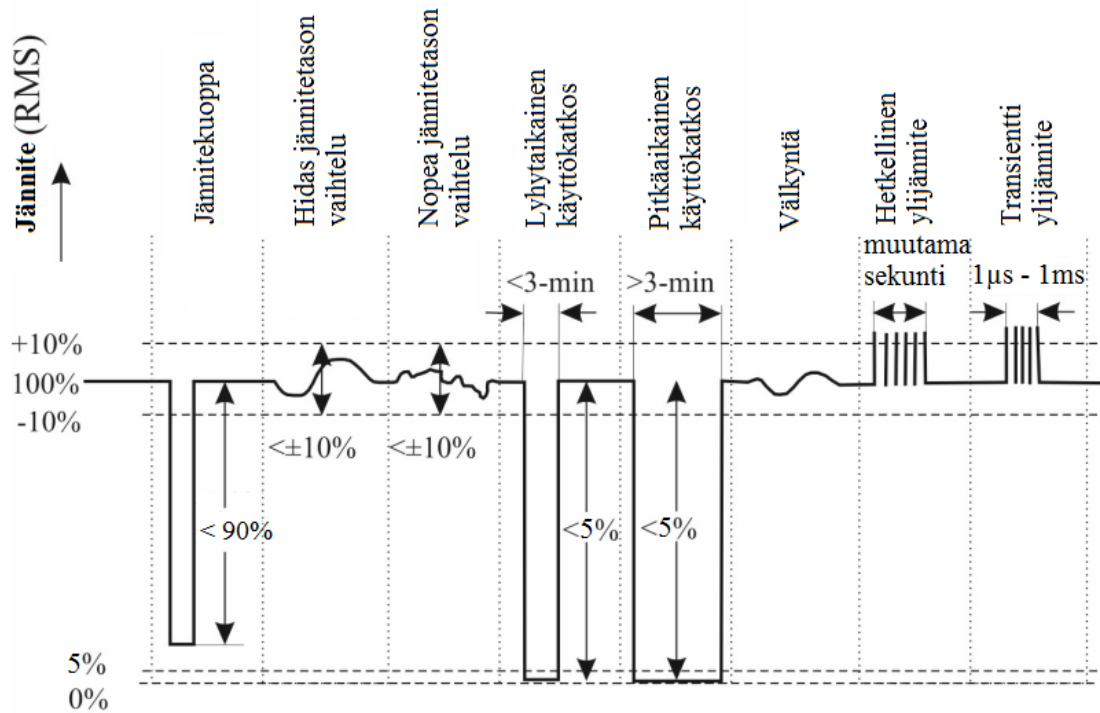 Jännite (RMS)
Jännitekuoppa
Hidas jännitetason
vaihtelu
Nopea jännitetason
vaihtelu
Lyhytaikainen
käyttökatkos
Pitkäaikainen
käyttökatkos
Välkyntä
Hetkellinen
ylijännite
Transientti
ylijännite
<3-min
>3-min
muutama
sekunti
1µs - 1ms
+10%
100%
-10%
<±10%
<±10%
< 90%
<5%
<5%
5%
0%